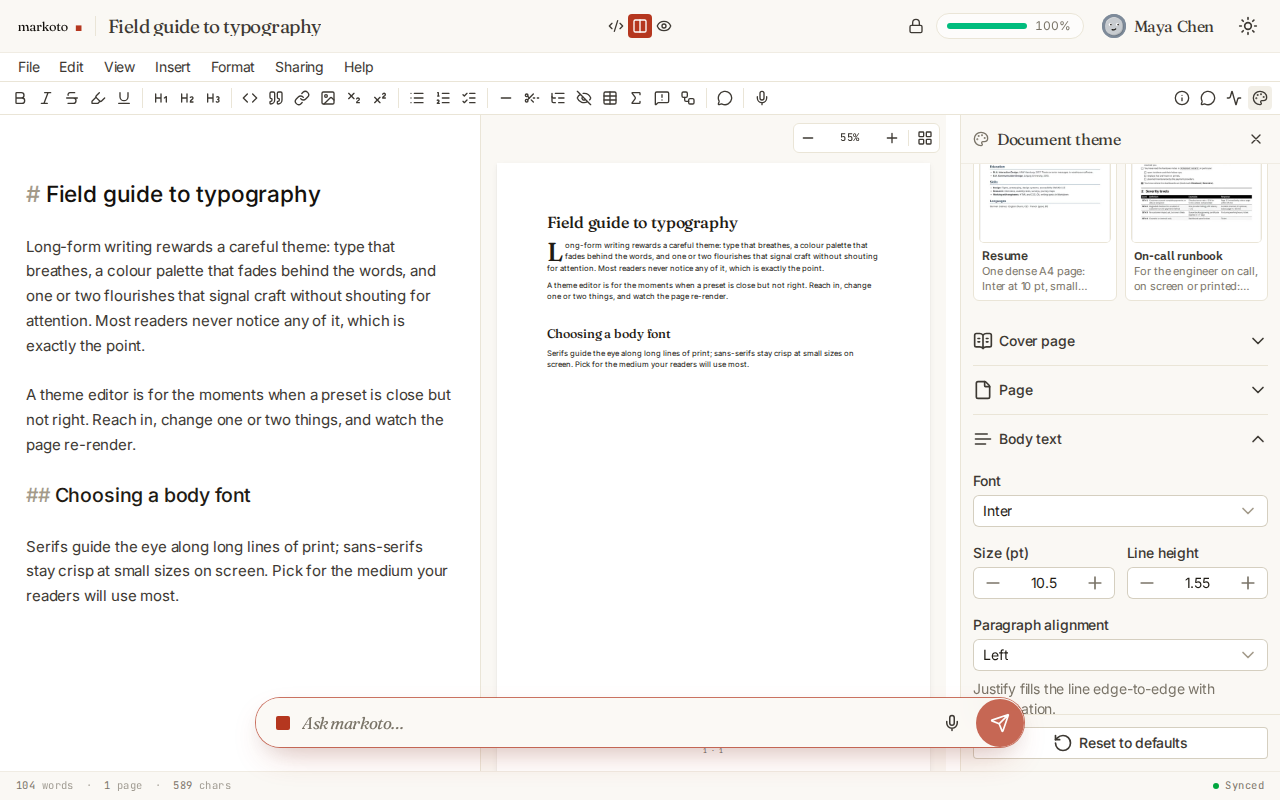 markoto
Field guide to typography
100%
Maya Chen
File Edit View Insert Format Sharing Help
H1 H2 H3
55%
Document theme
# Field guide to typography
Long-form writing rewards a careful theme: type that
breathes, a colour palette that fades behind the words, and
one or two flourishes that signal craft without shouting for
attention. Most readers never notice any of it, which is
exactly the point.
A theme editor is for the moments when a preset is close but
not right. Reach in, change one or two things, and watch the
page re-render.
## Choosing a body font
Serifs guide the eye along long lines of print; sans-serifs
stay crisp at small sizes on screen. Pick for the medium your
readers will use most.
Field guide to typography
Long-form writing rewards a careful theme: type that breathes, a colour palette that
fades behind the words, and one or two flourishes that signal craft without shouting
for attention. Most readers never notice any of it, which is exactly the point.
A theme editor is for the moments when a preset is close but not right. Reach in, change
one or two things, and watch the page re-render.
Choosing a body font
Serifs guide the eye along long lines of print; sans-serifs stay crisp at small sizes on
screen. Pick for the medium your readers will use most.
1 · 1
Resume
One dense A4 page:
Inter at 10 pt, small…
On-call runbook
For the engineer on call,
on screen or printed:…
Cover page
Page
Body text
Font
Inter
Size (pt)
Line height
10.5
1.55
Paragraph alignment
Left
Justify fills the line edge-to-edge with
Reset to defaults
Ask markoto…
104 words · 1 page · 589 chars
Synced